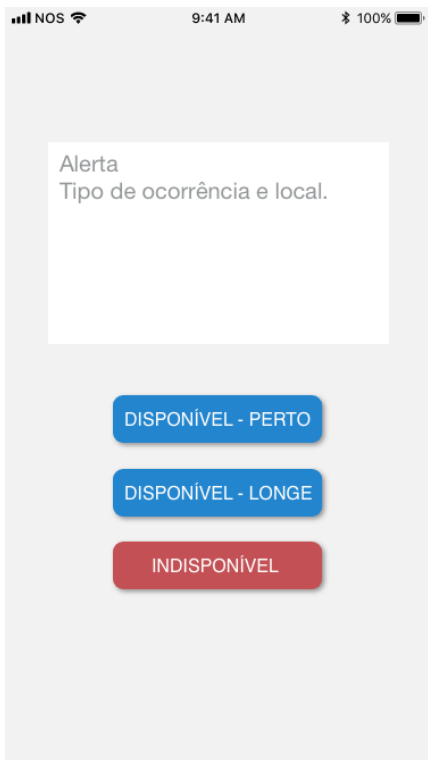 NOS 9:41 AM 100%
Alerta
Tipo de ocorrência e local.
DISPONÍVEL - PERTO
DISPONÍVEL - LONGE
INDISPONÍVEL